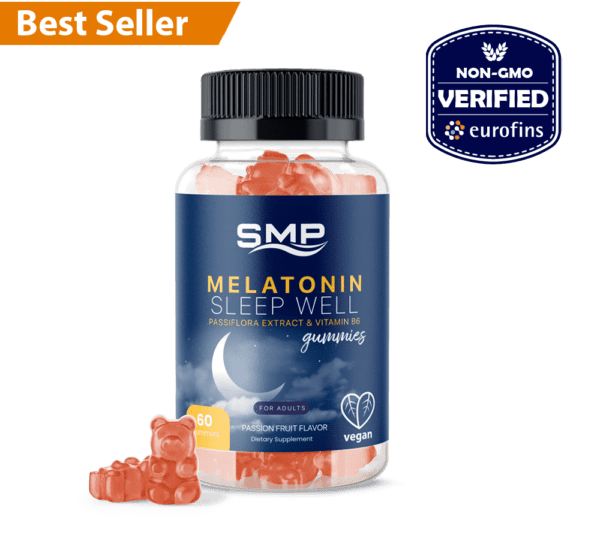 Best Seller
NON-GMO
VERIFIED
eurofins
SMP
MELATONIN
SLEEP WELL
PASSIFLORA EXTRACT & VITAMIN B6
gummies
FOR ADULTS
60
PASSION FRUIT FLAVOR
Dietary Supplement
vegan